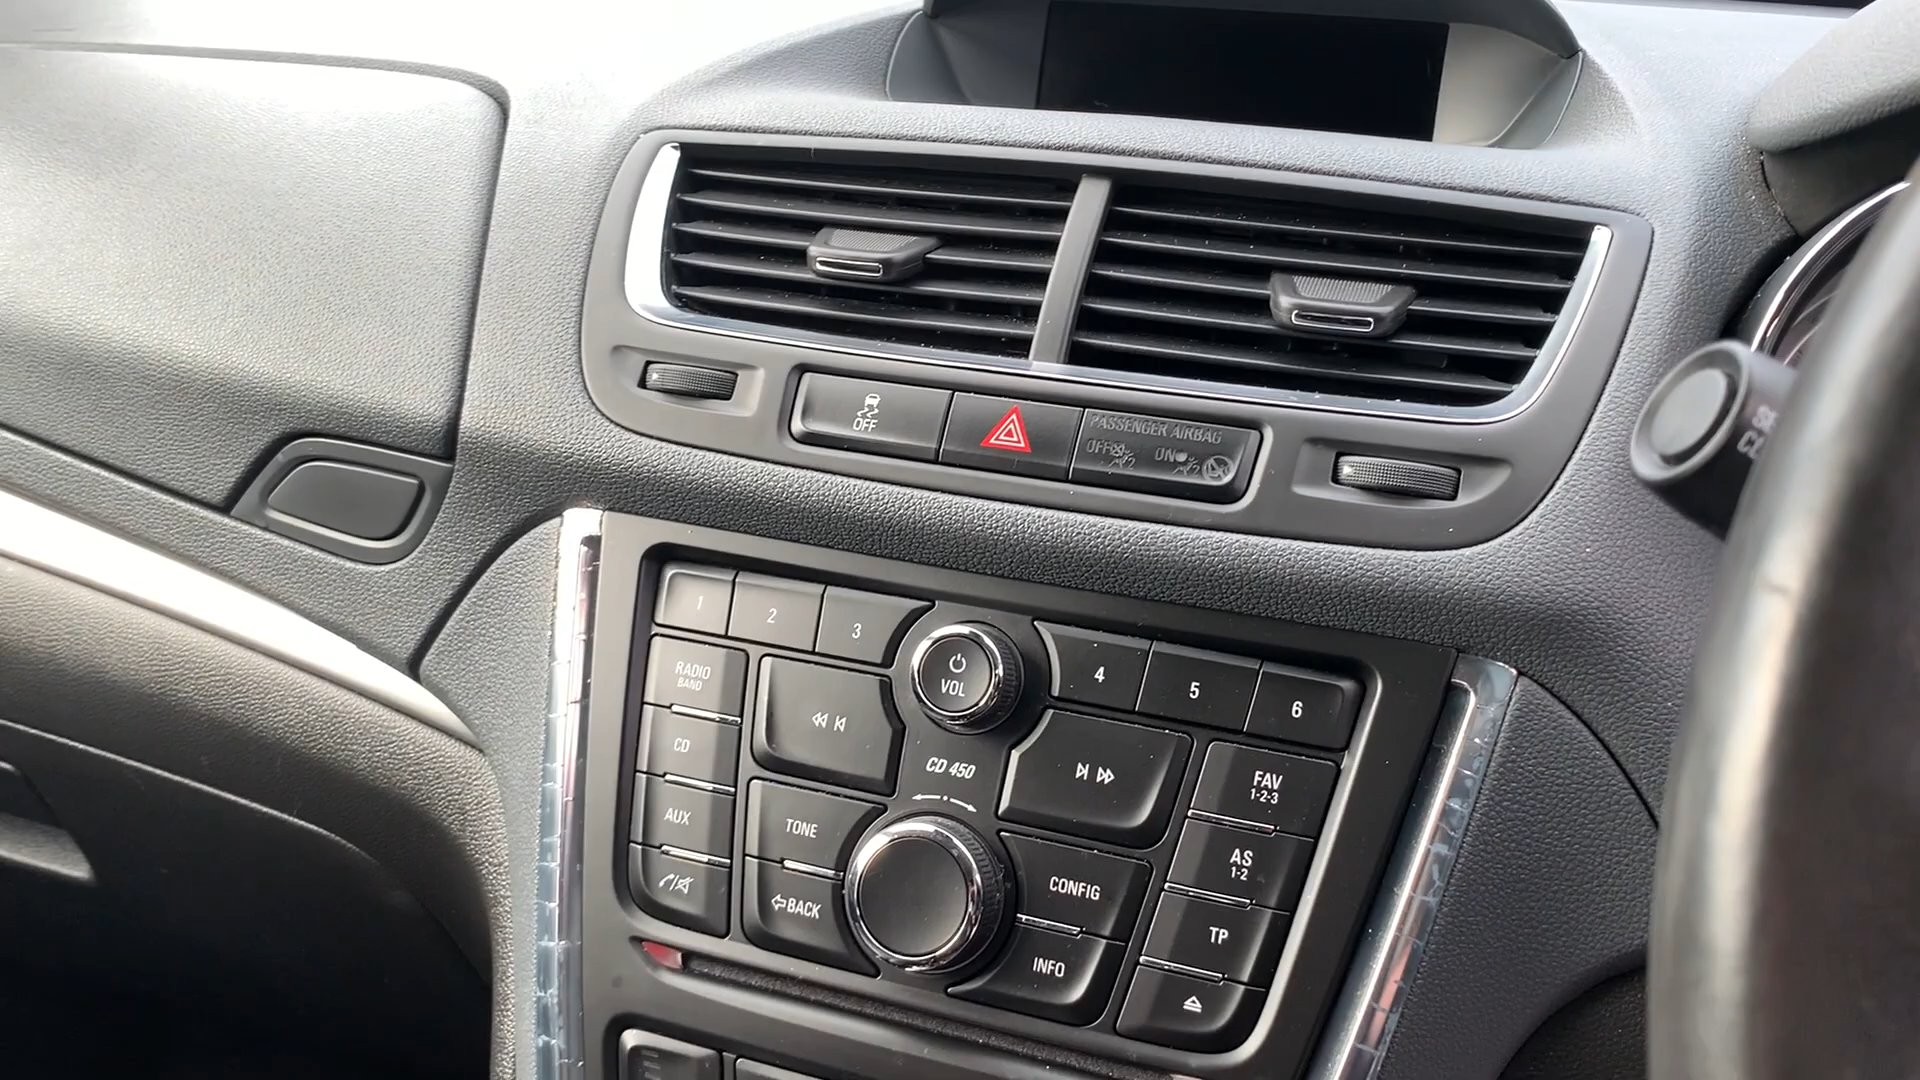 OFF
PASSENGER AIRBAG
OFF ON
1
2
3
4
5
6
VOL
RADIO
BAND
CD
AUX
CD 450
TONE
BACK
CONFIG
INFO
FAV
1-2-3
AS
1-2
TP